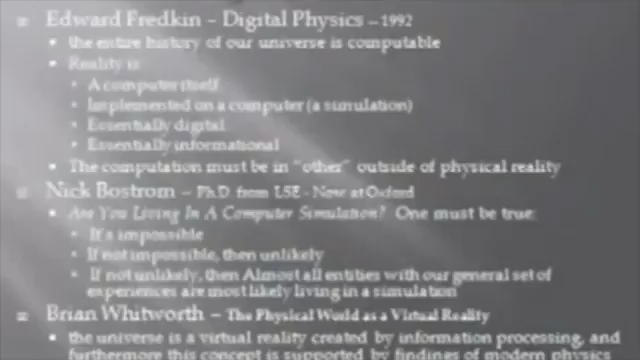 Edward Fredkin – Digital Physics – 1992
the entire history of our universe is computable
Reality is
A computer itself
Implemented on a computer (a simulation)
Essentially digital
Essentially informational
The computation must be in "other" outside of physical reality
Nick Bostrom – Ph.D. from LSE - Now at Oxford
Are You Living In A Computer Simulation? One must be true:
It's impossible
If not impossible, then unlikely
If not unlikely, then Almost all entities with our general set of
experiences are most likely living in a simulation
Brian Whitworth – The Physical World as a Virtual Reality
the universe is a virtual reality created by information processing, and
furthermore this concept is supported by findings of modern physics